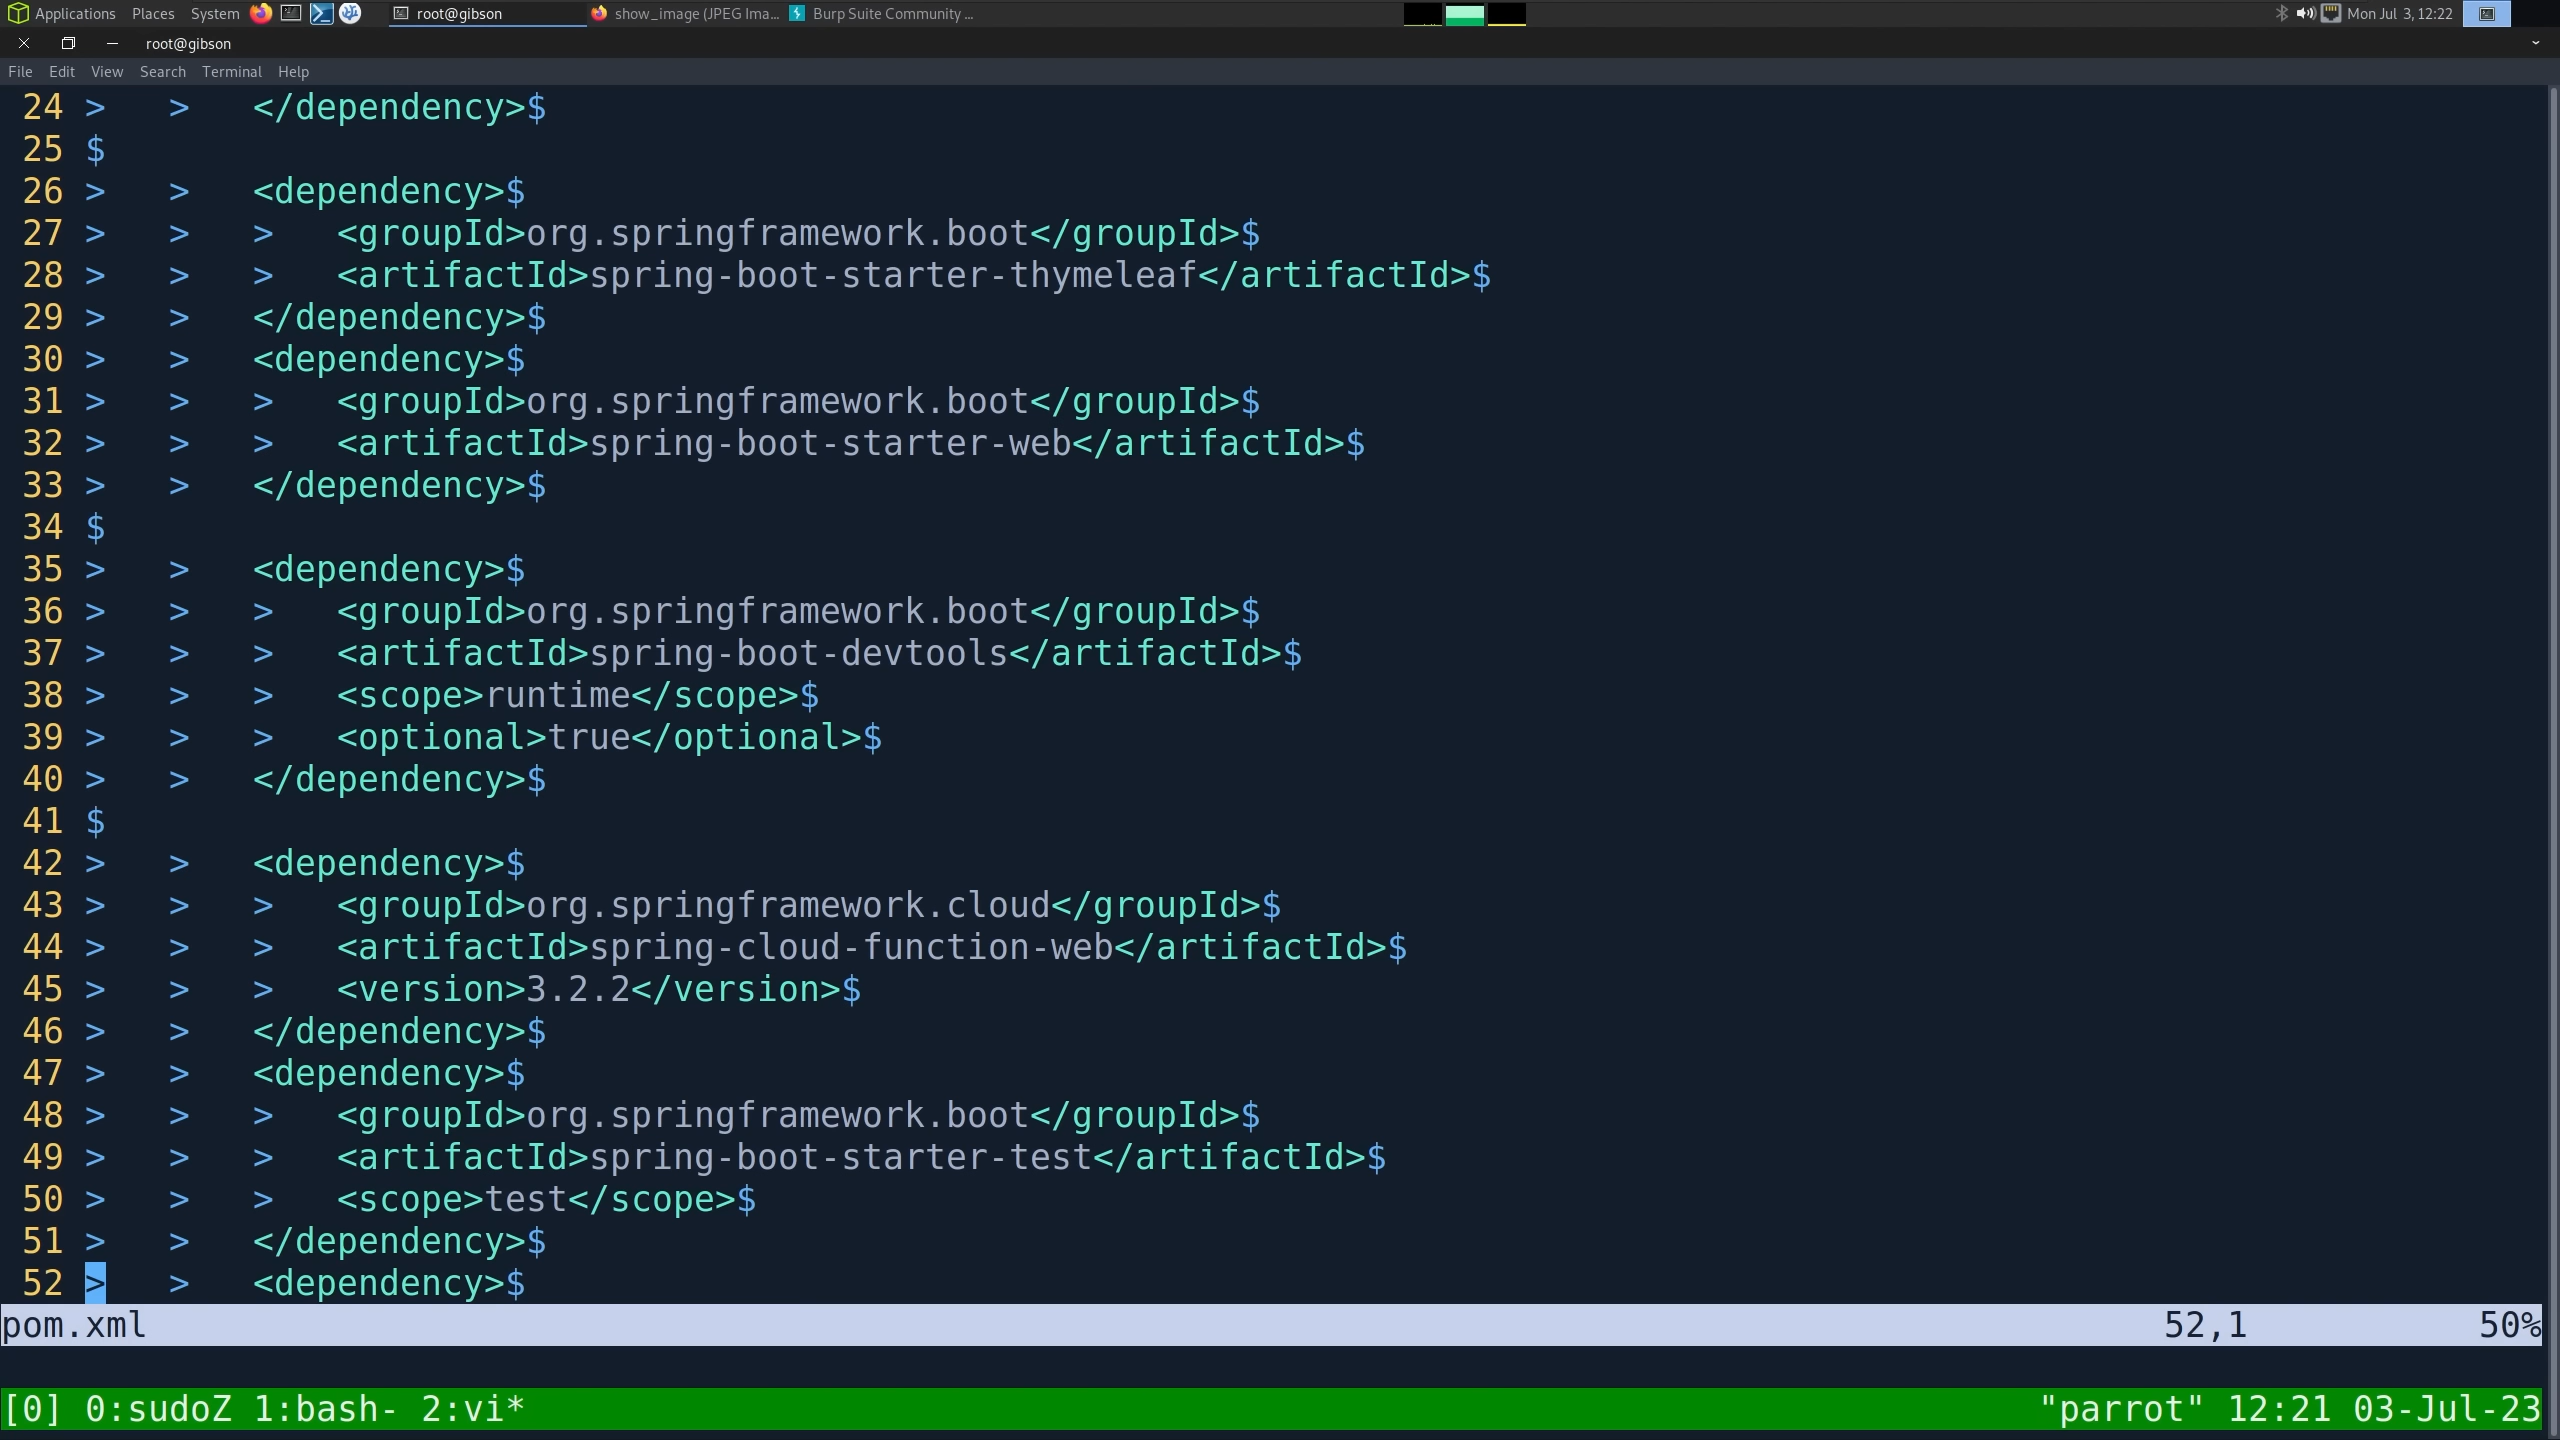 Applications Places System root@gibson show_image (JPEG Ima... Burp Suite Community ... Mon Jul 3, 12:22
root@gibson
File Edit View Search Terminal Help
24 > > </dependency>$
25 $
26 > > <dependency>$
27 > > > <groupId>org.springframework.boot</groupId>$
28 > > > <artifactId>spring-boot-starter-thymeleaf</artifactId>$
29 > > </dependency>$
30 > > <dependency>$
31 > > > <groupId>org.springframework.boot</groupId>$
32 > > > <artifactId>spring-boot-starter-web</artifactId>$
33 > > </dependency>$
34 $
35 > > <dependency>$
36 > > > <groupId>org.springframework.boot</groupId>$
37 > > > <artifactId>spring-boot-devtools</artifactId>$
38 > > > <scope>runtime</scope>$
39 > > > <optional>true</optional>$
40 > > </dependency>$
41 $
42 > > <dependency>$
43 > > > <groupId>org.springframework.cloud</groupId>$
44 > > > <artifactId>spring-cloud-function-web</artifactId>$
45 > > > <version>3.2.2</version>$
46 > > </dependency>$
47 > > <dependency>$
48 > > > <groupId>org.springframework.boot</groupId>$
49 > > > <artifactId>spring-boot-starter-test</artifactId>$
50 > > > <scope>test</scope>$
51 > > </dependency>$
52 > > <dependency>$
pom.xml 52,1 50%
[0] 0:sudoZ 1:bash- 2:vi* "parrot" 12:21 03-Jul-23